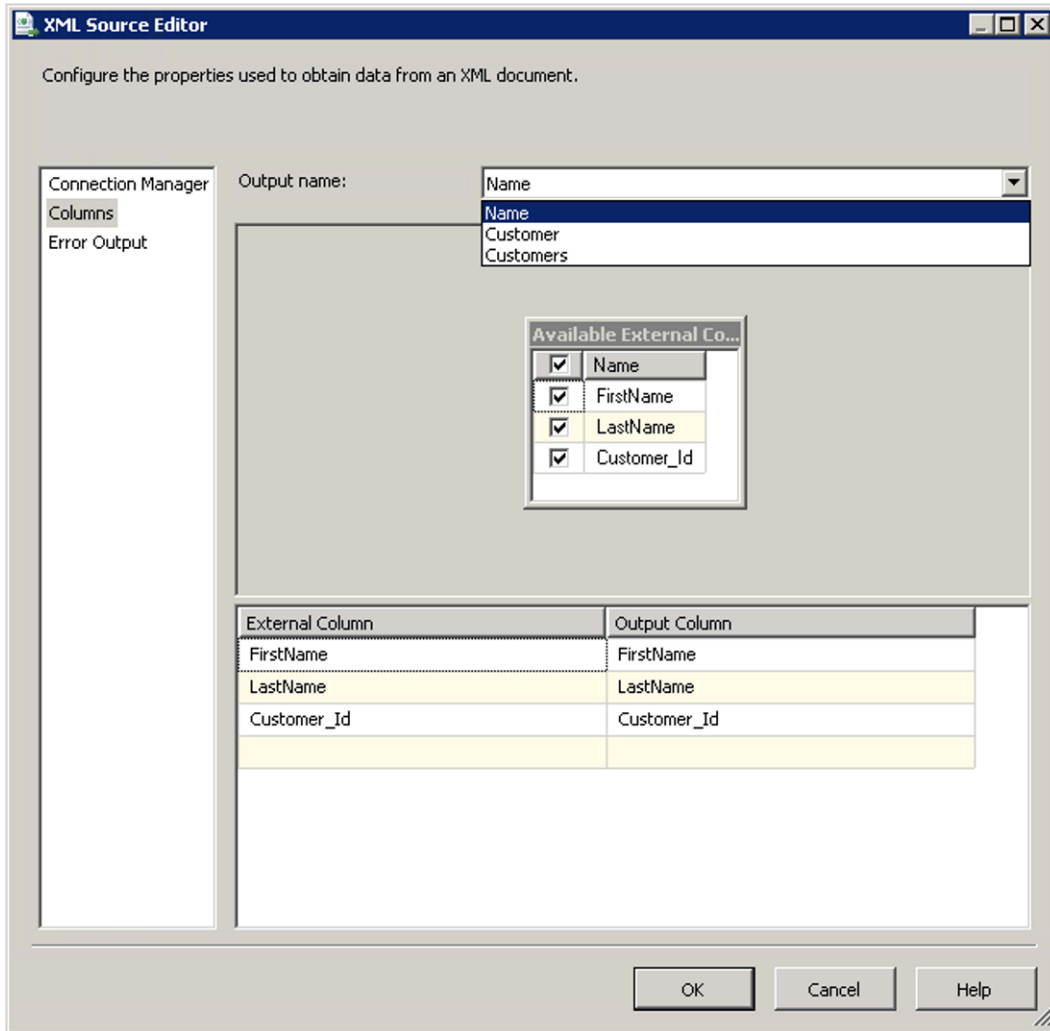 XML Source Editor
Configure the properties used to obtain data from an XML document.
Connection Manager
Columns
Error Output
Output name:
Name
Name
Customer
Customers
Available External Co...
Name
FirstName
LastName
Customer_Id
External Column Output Column
FirstName FirstName
LastName LastName
Customer_Id Customer_Id
OK Cancel Help